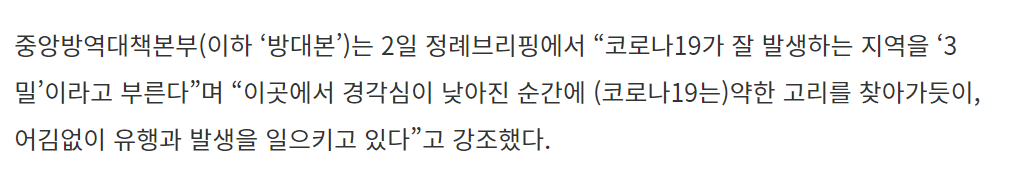 중앙방역대책본부(이하 ‘방대본’)는 2일 정례브리핑에서 “코로나19가 잘 발생하는 지역을 ‘3
밀’이라고 부른다”며 “이곳에서 경각심이 낮아진 순간에 (코로나19는)약한 고리를 찾아가듯이,
어김없이 유행과 발생을 일으키고 있다”고 강조했다.